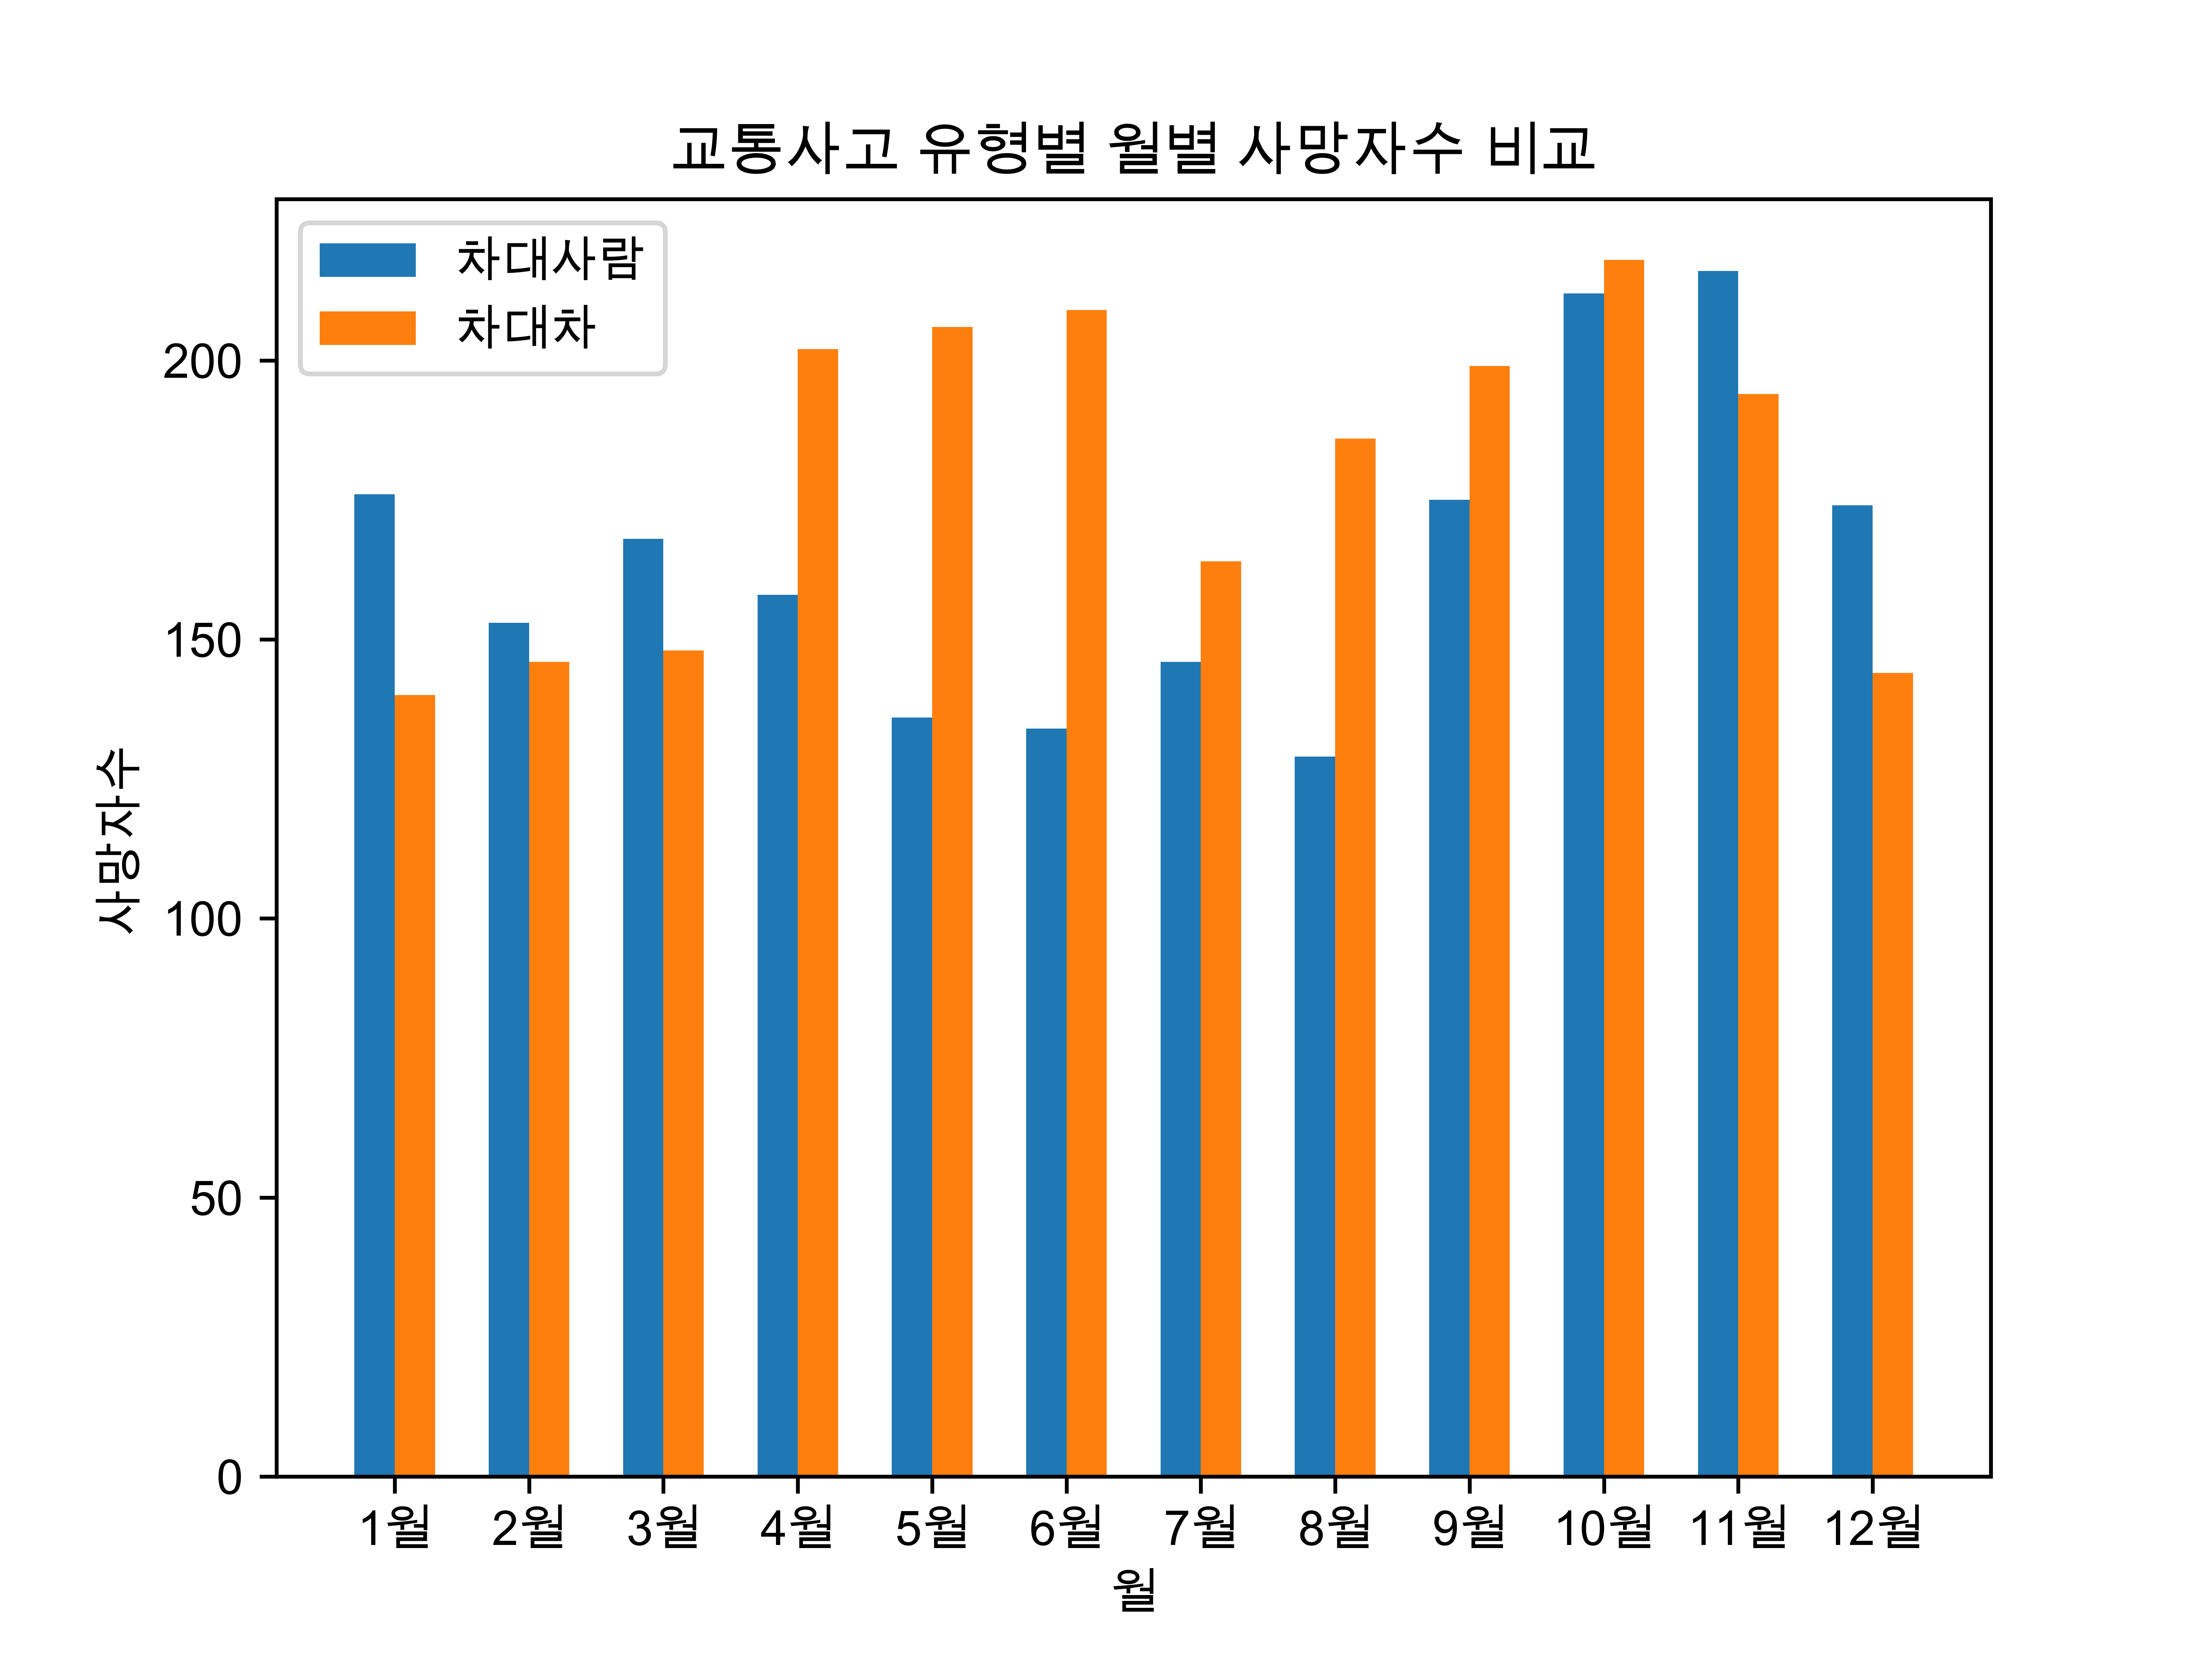 교통사고 유형별 월별 사망자수 비교
차대사람
차대차
사망자수
200
150
100
50
0
1월 2월 3월 4월 5월 6월 7월 8월 9월 10월 11월 12월
월